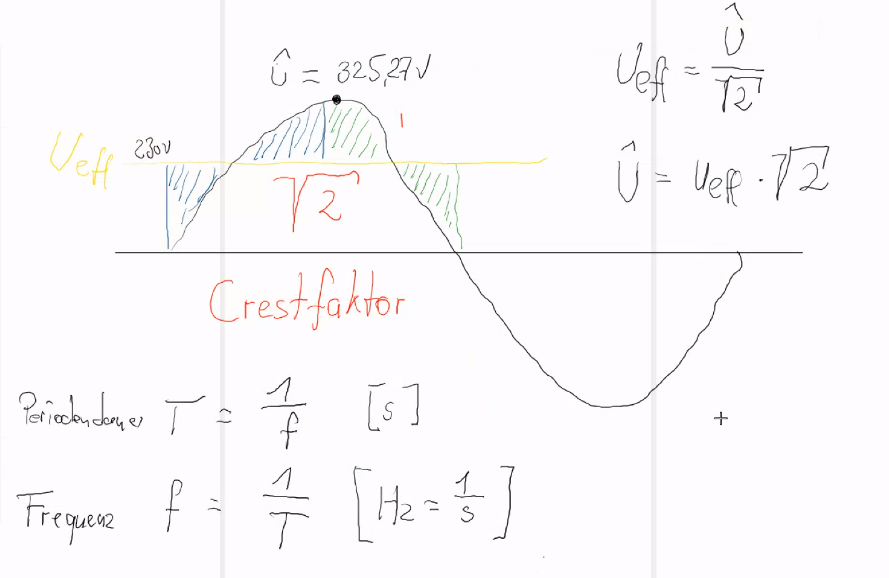 Û = 325,27V
Ueff = Û/√2
Ueff 230V
√2
Û = Ueff · √2
Crestfaktor
Periodendauer T = 1/f [s]
Frequenz f = 1/T [Hz = 1/s]